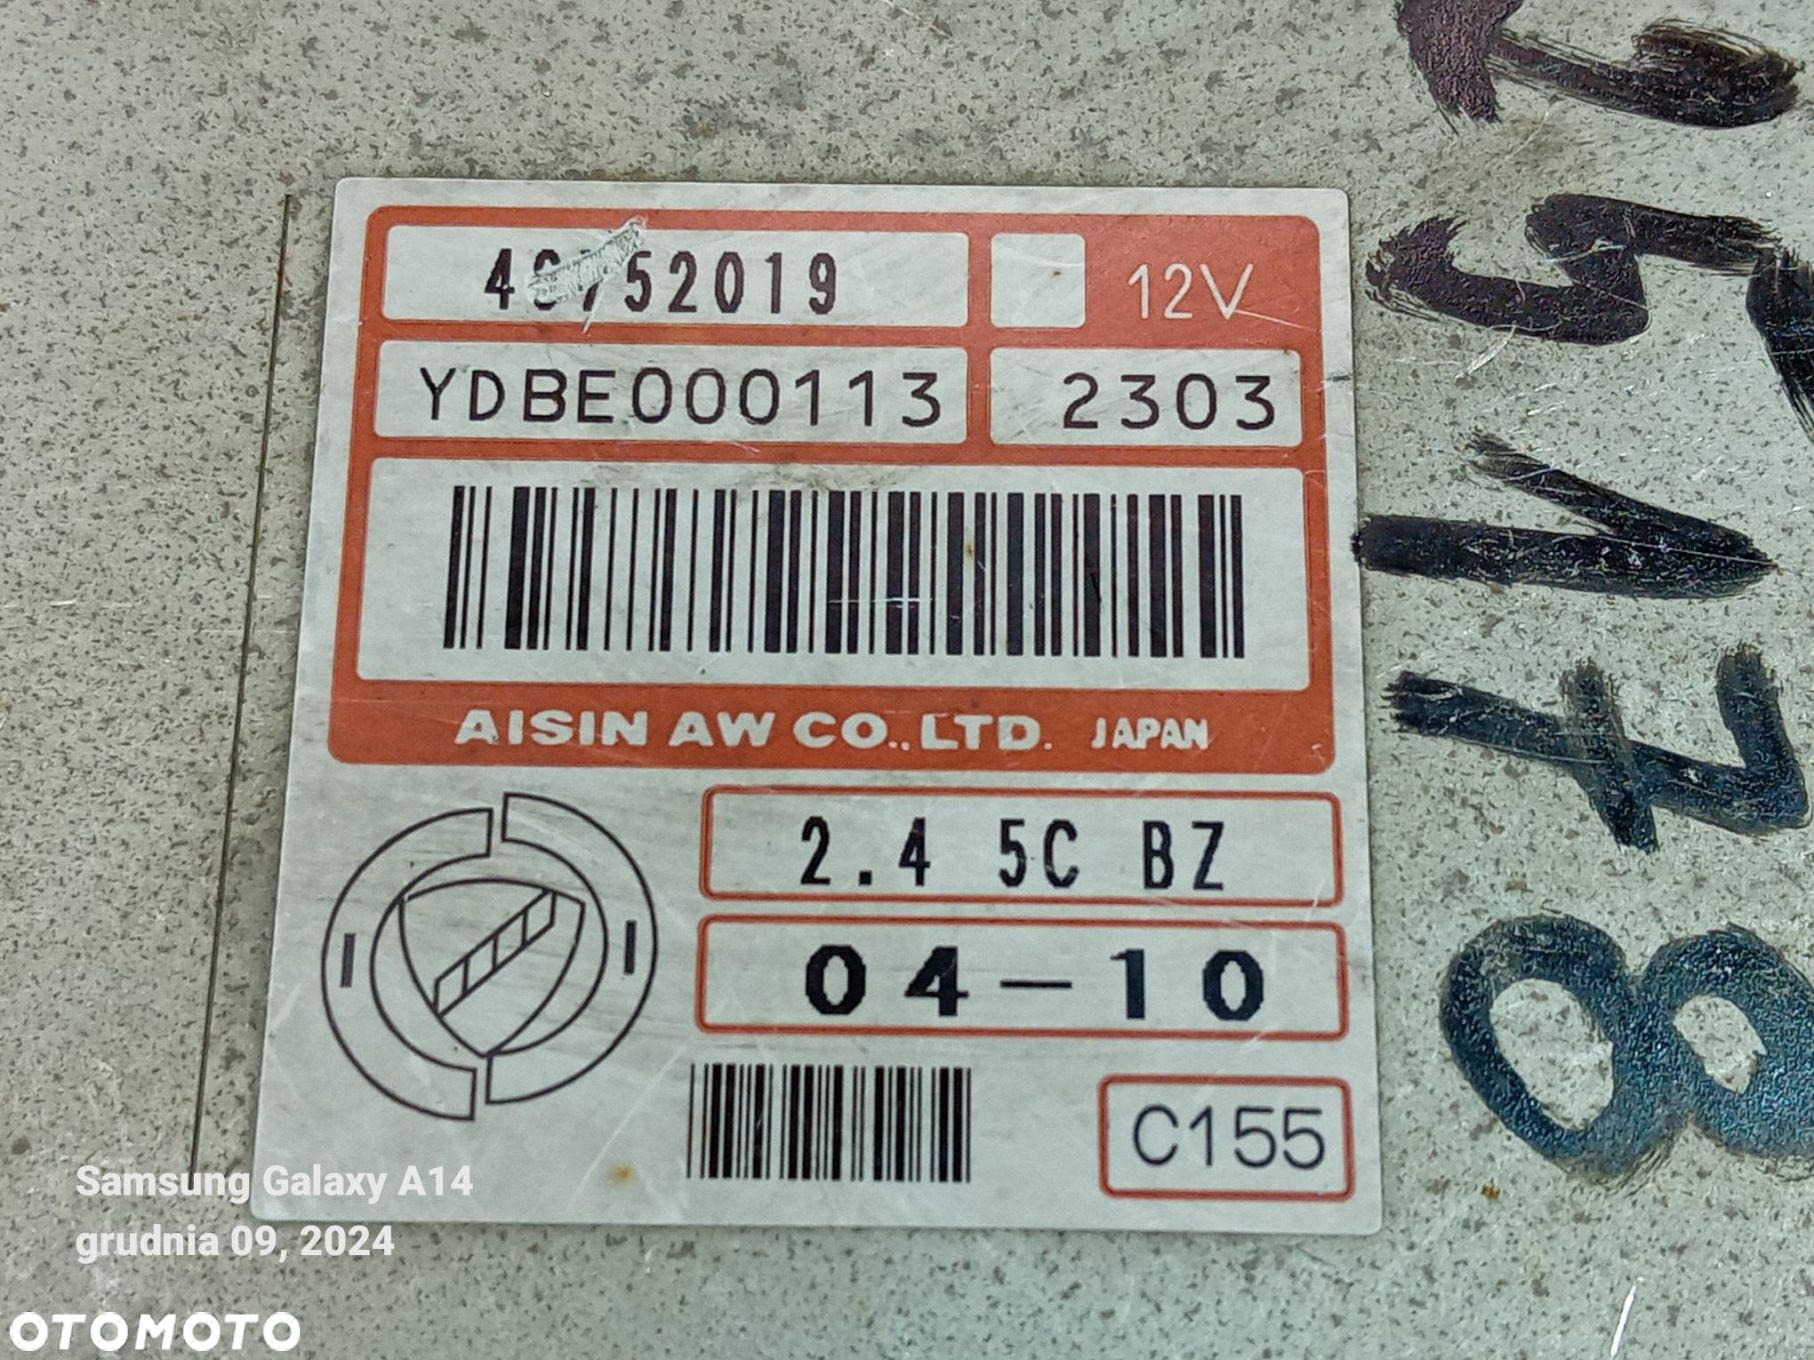 12V
YDBE000113 2303
AISIN AW CO., LTD. JAPAN
2.4 5C BZ
04-10
C155
Samsung Galaxy A14
grudnia 09, 2024
OTOMOTO